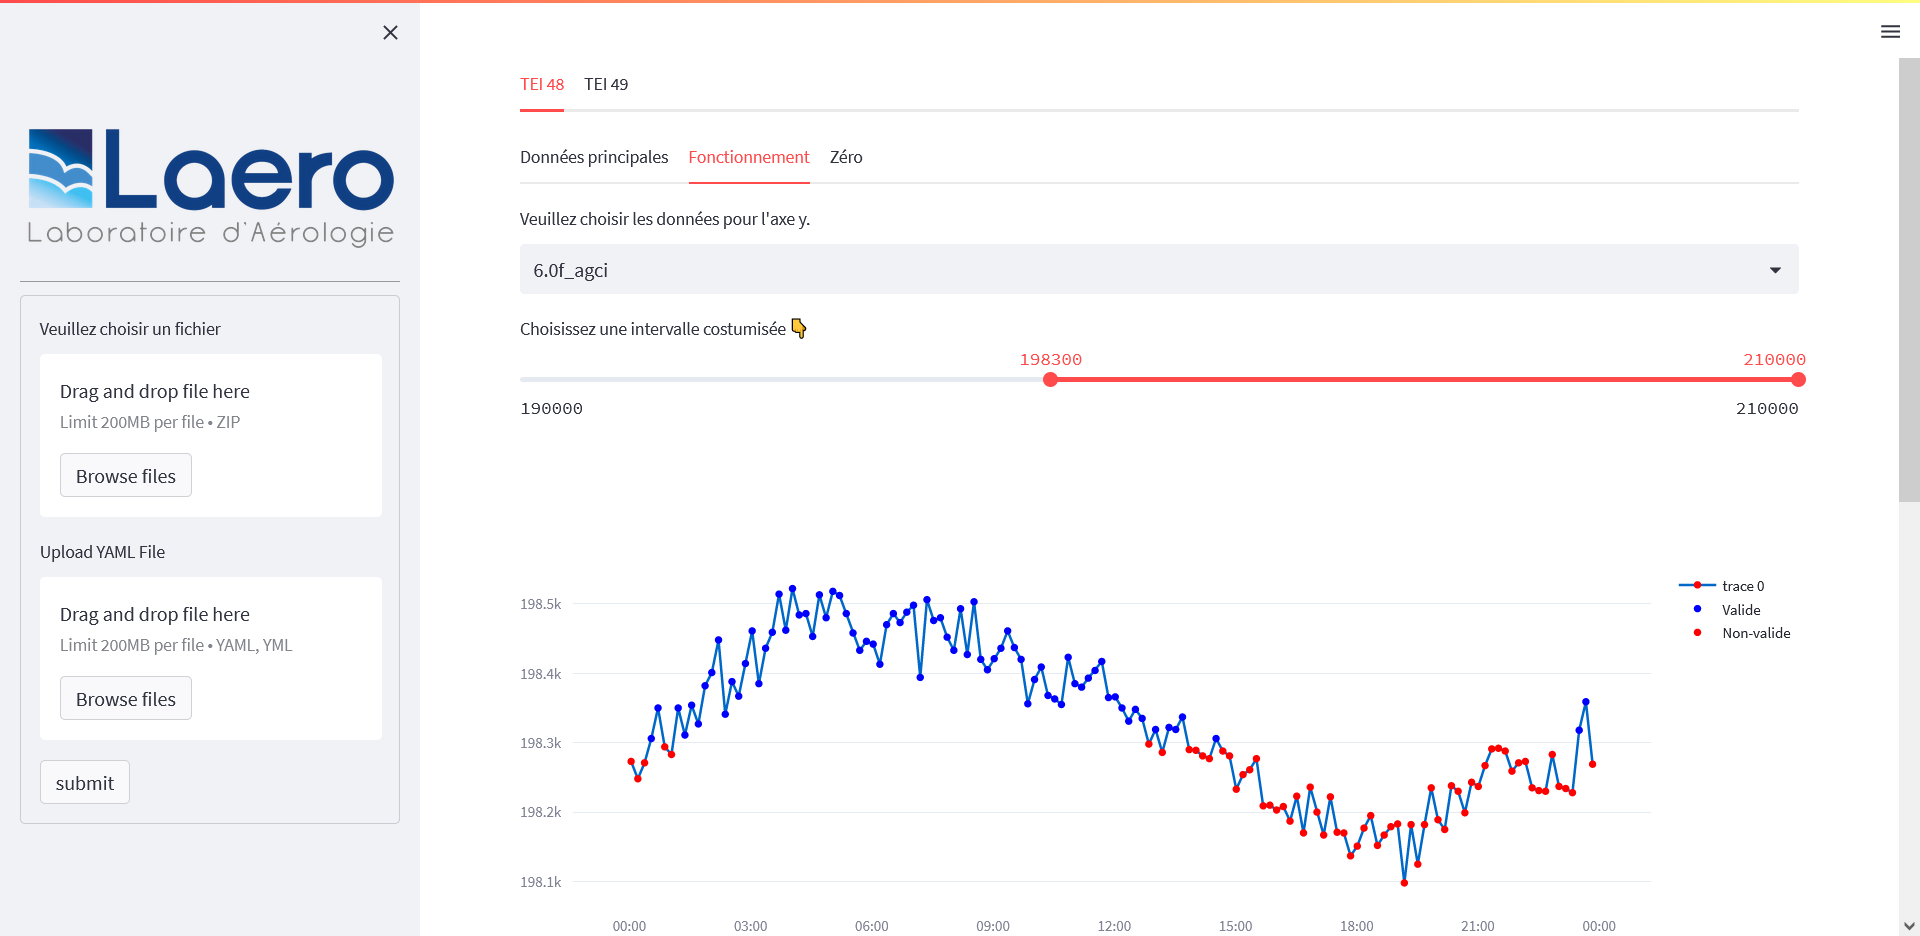 Laero
Laboratoire d'Aérologie
Veuillez choisir un fichier
Drag and drop file here
Limit 200MB per file • ZIP
Browse files
Upload YAML File
Drag and drop file here
Limit 200MB per file • YAML, YML
Browse files
submit
TEI 48 TEI 49
Données principales Fonctionnement Zéro
Veuillez choisir les données pour l'axe y.
6.0f_agci
Choisissez une intervalle costumisée 👇
198300 210000
190000 210000
trace 0
Valide
Non-valide
198.5k
198.4k
198.3k
198.2k
198.1k
00:00 03:00 06:00 09:00 12:00 15:00 18:00 21:00 00:00